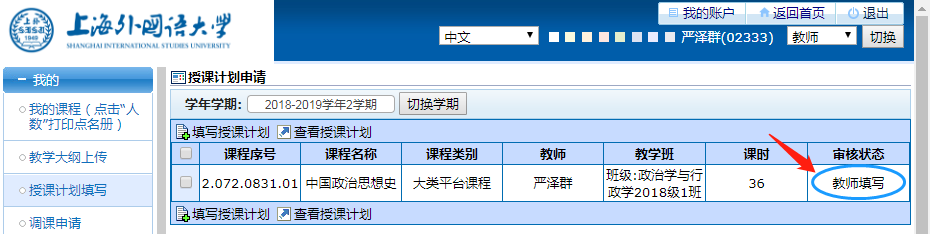 我的账户 返回首页 退出
上海外国语大学
SHANGHAI INTERNATIONAL STUDIES UNIVERSITY
中文 严泽群(02333) 教师 切换
我的
我的课程（点击“人
数”打印点名册）
教学大纲上传
授课计划填写
调课申请
授课计划申请
学年学期: 2018-2019学年2学期 切换学期
填写授课计划 查看授课计划
课程序号 课程名称 课程类别 教师 教学班 课时 审核状态
2.072.0831.01 中国政治思想史 大类平台课程 严泽群 班级:政治学与行 36 教师填写
政学2018级1班
填写授课计划 查看授课计划